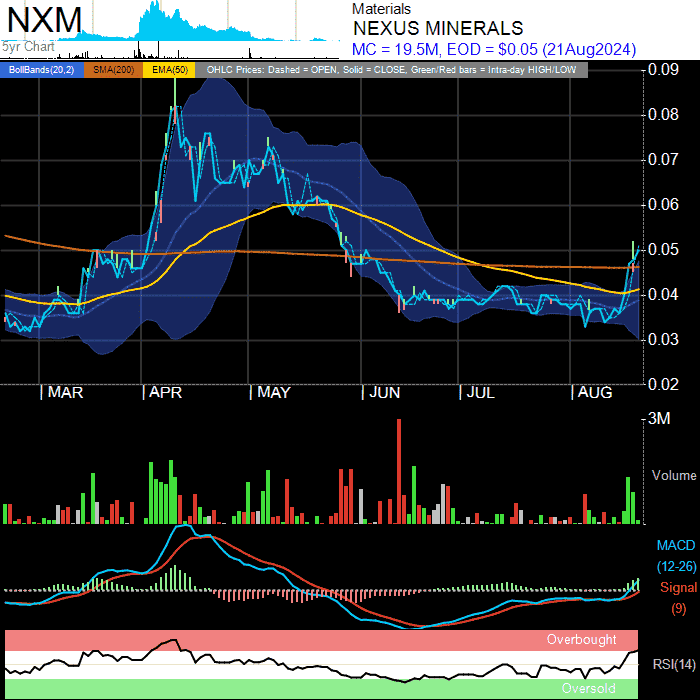 NXM
Materials
NEXUS MINERALS
5yr Chart
MC = 19.5M, EOD = $0.05 (21Aug2024)
BollBands(20,2) SMA(200) EMA(50) OHLC Prices: Dashed = OPEN, Solid = CLOSE, Green/Red bars = Intra-day HIGH/LOW
0.09
0.08
0.07
0.06
0.05
0.04
0.03
0.02
MAR APR MAY JUN JUL AUG
3M
Volume
MACD
(12-26)
Signal
(9)
Overbought
RSI(14)
Oversold